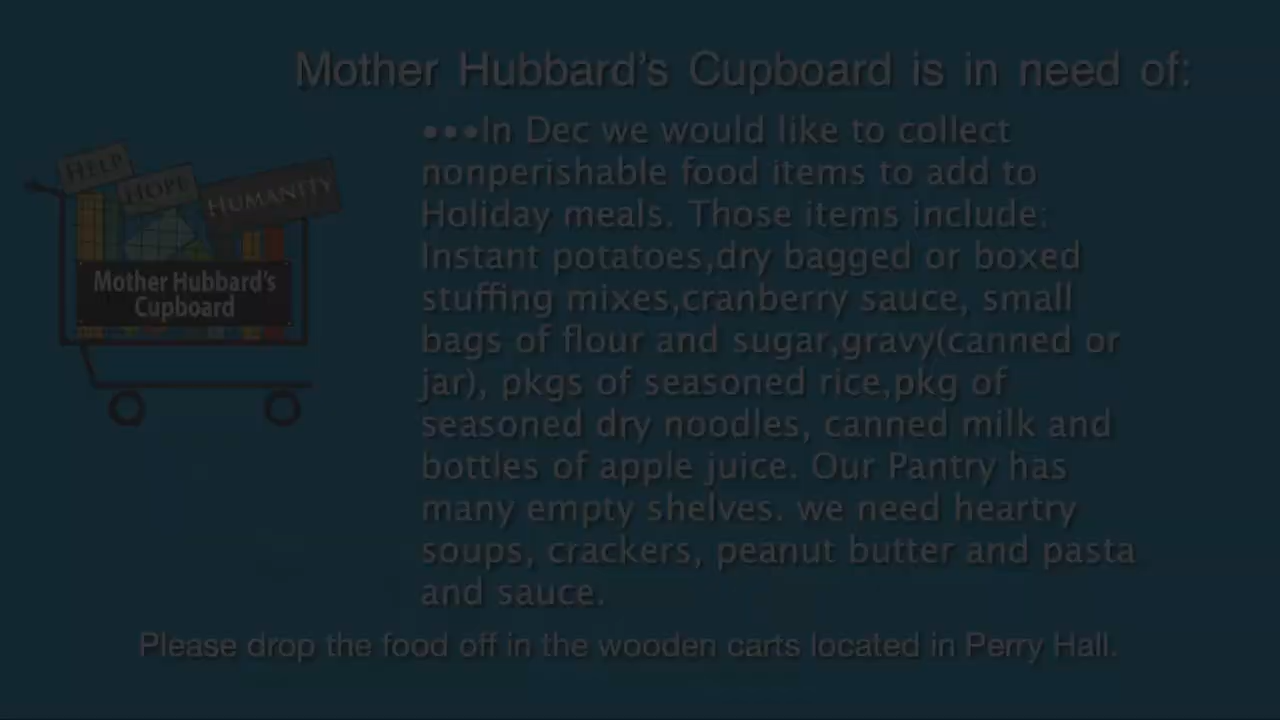 Mother Hubbard's Cupboard is in need of:
HELP
HOPE
HUMANITY
Mother Hubbard's
Cupboard
•••In Dec we would like to collect
nonperishable food items to add to
Holiday meals. Those items include:
Instant potatoes,dry bagged or boxed
stuffing mixes,cranberry sauce, small
bags of flour and sugar,gravy(canned or
jar), pkgs of seasoned rice,pkg of
seasoned dry noodles, canned milk and
bottles of apple juice. Our Pantry has
many empty shelves. we need heartry
soups, crackers, peanut butter and pasta
and sauce.
Please drop the food off in the wooden carts located in Perry Hall.